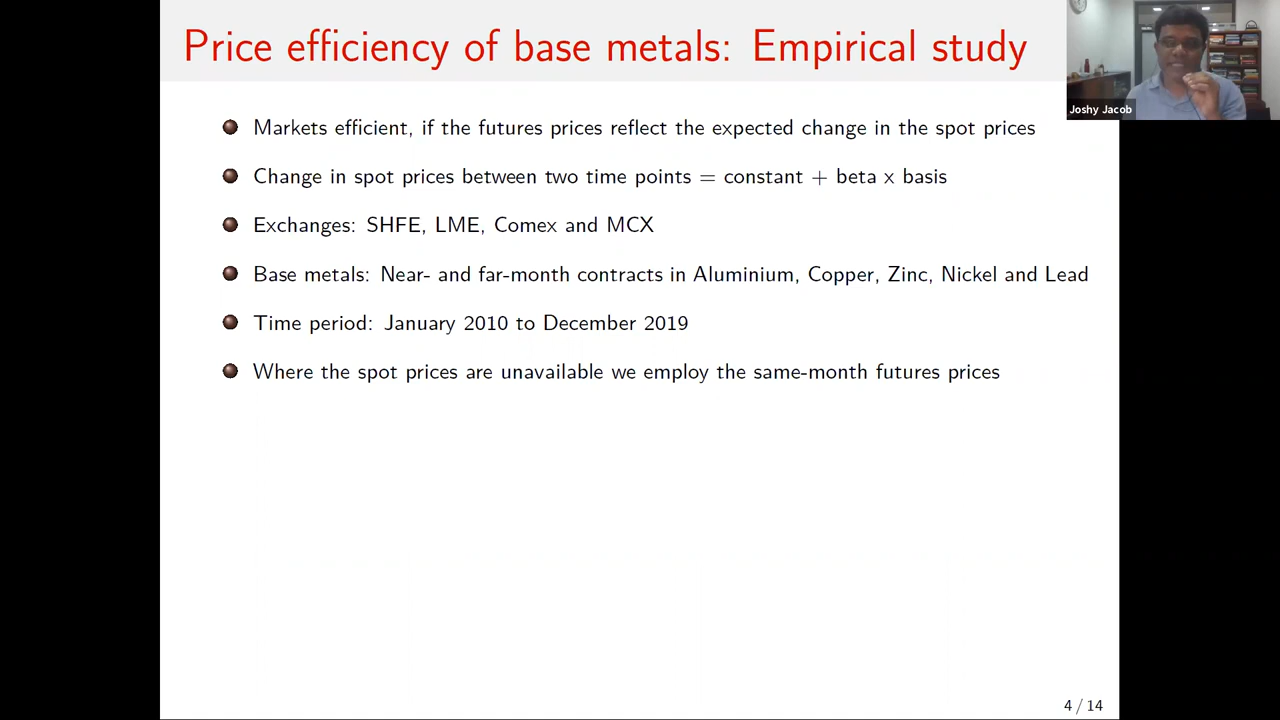 Price efficiency of base metals: Empirical study
Joshy Jacob
Markets efficient, if the futures prices reflect the expected change in the spot prices
Change in spot prices between two time points = constant + beta x basis
Exchanges: SHFE, LME, Comex and MCX
Base metals: Near- and far-month contracts in Aluminium, Copper, Zinc, Nickel and Lead
Time period: January 2010 to December 2019
Where the spot prices are unavailable we employ the same-month futures prices
4 / 14